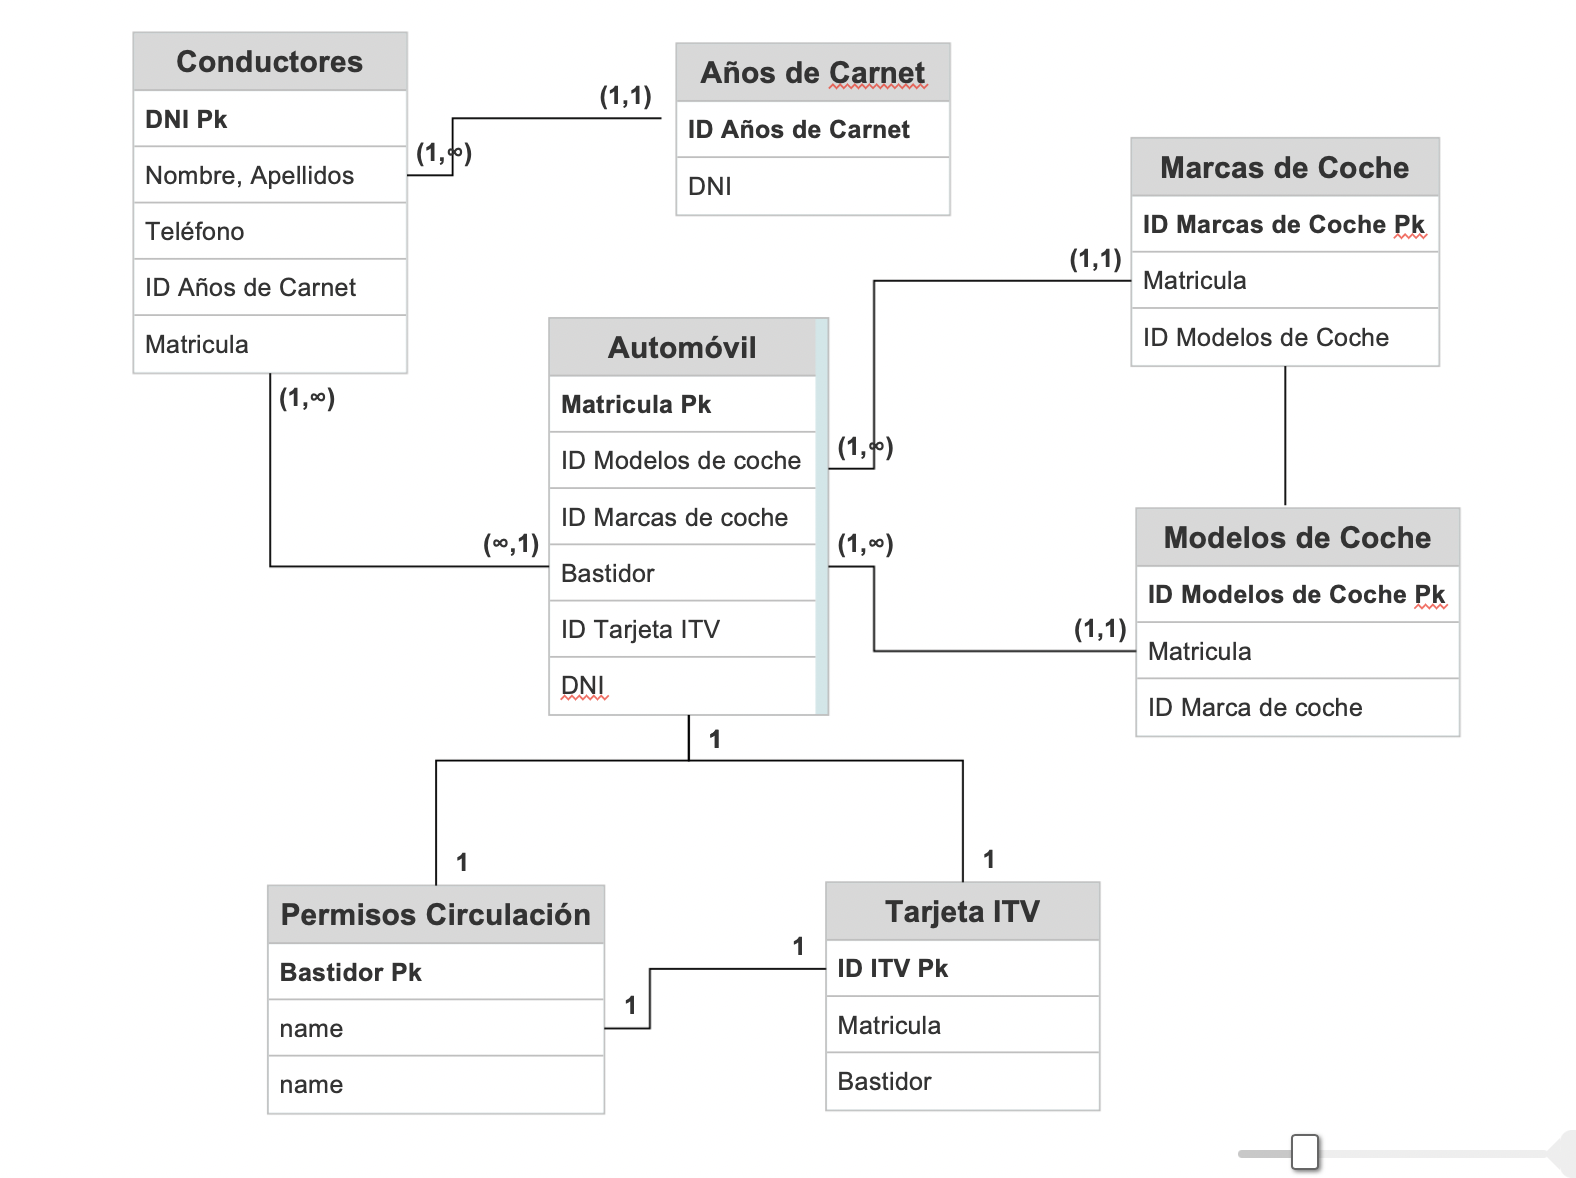 Conductores
DNI Pk
Nombre, Apellidos
Teléfono
ID Años de Carnet
Matricula
(1,∞)
(1,1)
Años de Carnet
ID Años de Carnet
DNI
(1,∞)
(∞,1)
Automóvil
Matricula Pk
ID Modelos de coche
ID Marcas de coche
Bastidor
ID Tarjeta ITV
DNI
(1,∞)
(1,1)
Marcas de Coche
ID Marcas de Coche Pk
Matricula
ID Modelos de Coche
(1,∞)
(1,1)
Modelos de Coche
ID Modelos de Coche Pk
Matricula
ID Marca de coche
1
1
1
Permisos Circulación
Bastidor Pk
name
name
1
1
Tarjeta ITV
ID ITV Pk
Matricula
Bastidor